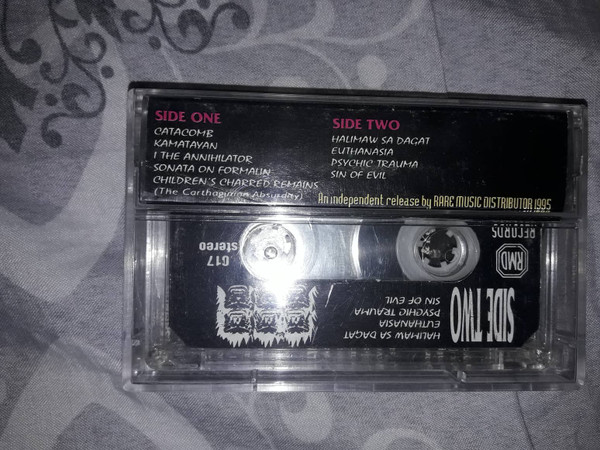 SIDE ONE
CATACOMB
KAMATAYAN
I THE ANNIHILATOR
SONATA ON FORMALIN
CHILDREN'S CHARRED REMAINS
(The Carthaginian Absurdity)
SIDE TWO
HALIMAW SA DAGAT
EUTHANASIA
PSYCHIC TRAUMA
SIN OF EVIL
An independent release by RARE MUSIC DISTRIBUTOR 1995
SIDE TWO
HALIMAW SA DAGAT
EUTHANASIA
PSYCHIC TRAUMA
SIN OF EVIL
RMD
RECORDS
C17
stereo